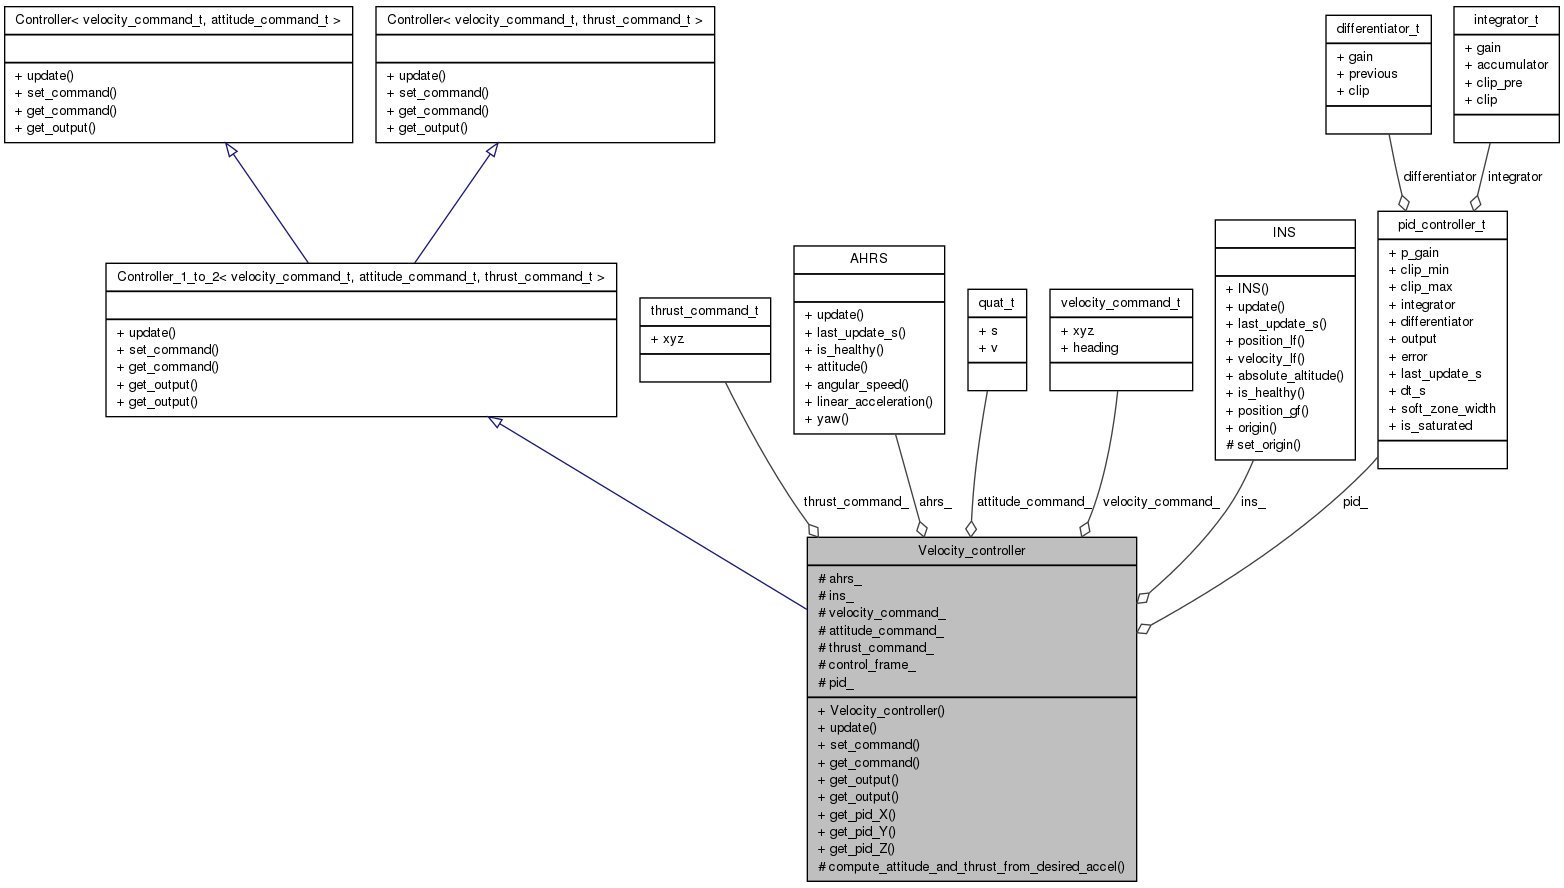 Controller< velocity_command_t, attitude_command_t >
+ update()
+ set_command()
+ get_command()
+ get_output()
Controller< velocity_command_t, thrust_command_t >
+ update()
+ set_command()
+ get_command()
+ get_output()
differentiator_t
+ gain
+ previous
+ clip
integrator_t
+ gain
+ accumulator
+ clip_pre
+ clip
differentiator
integrator
Controller_1_to_2< velocity_command_t, attitude_command_t, thrust_command_t >
+ update()
+ set_command()
+ get_command()
+ get_output()
+ get_output()
thrust_command_t
+ xyz
AHRS
+ update()
+ last_update_s()
+ is_healthy()
+ attitude()
+ angular_speed()
+ linear_acceleration()
+ yaw()
quat_t
+ s
+ v
velocity_command_t
+ xyz
+ heading
INS
+ INS()
+ update()
+ last_update_s()
+ position_lf()
+ velocity_lf()
+ absolute_altitude()
+ is_healthy()
+ position_gf()
+ origin()
# set_origin()
pid_controller_t
+ p_gain
+ clip_min
+ clip_max
+ integrator
+ differentiator
+ output
+ error
+ last_update_s
+ dt_s
+ soft_zone_width
+ is_saturated
thrust_command_
ahrs_
attitude_command_
velocity_command_
ins_
pid_
Velocity_controller
# ahrs_
# ins_
# velocity_command_
# attitude_command_
# thrust_command_
# control_frame_
# pid_
+ Velocity_controller()
+ update()
+ set_command()
+ get_command()
+ get_output()
+ get_output()
+ get_pid_X()
+ get_pid_Y()
+ get_pid_Z()
# compute_attitude_and_thrust_from_desired_accel()